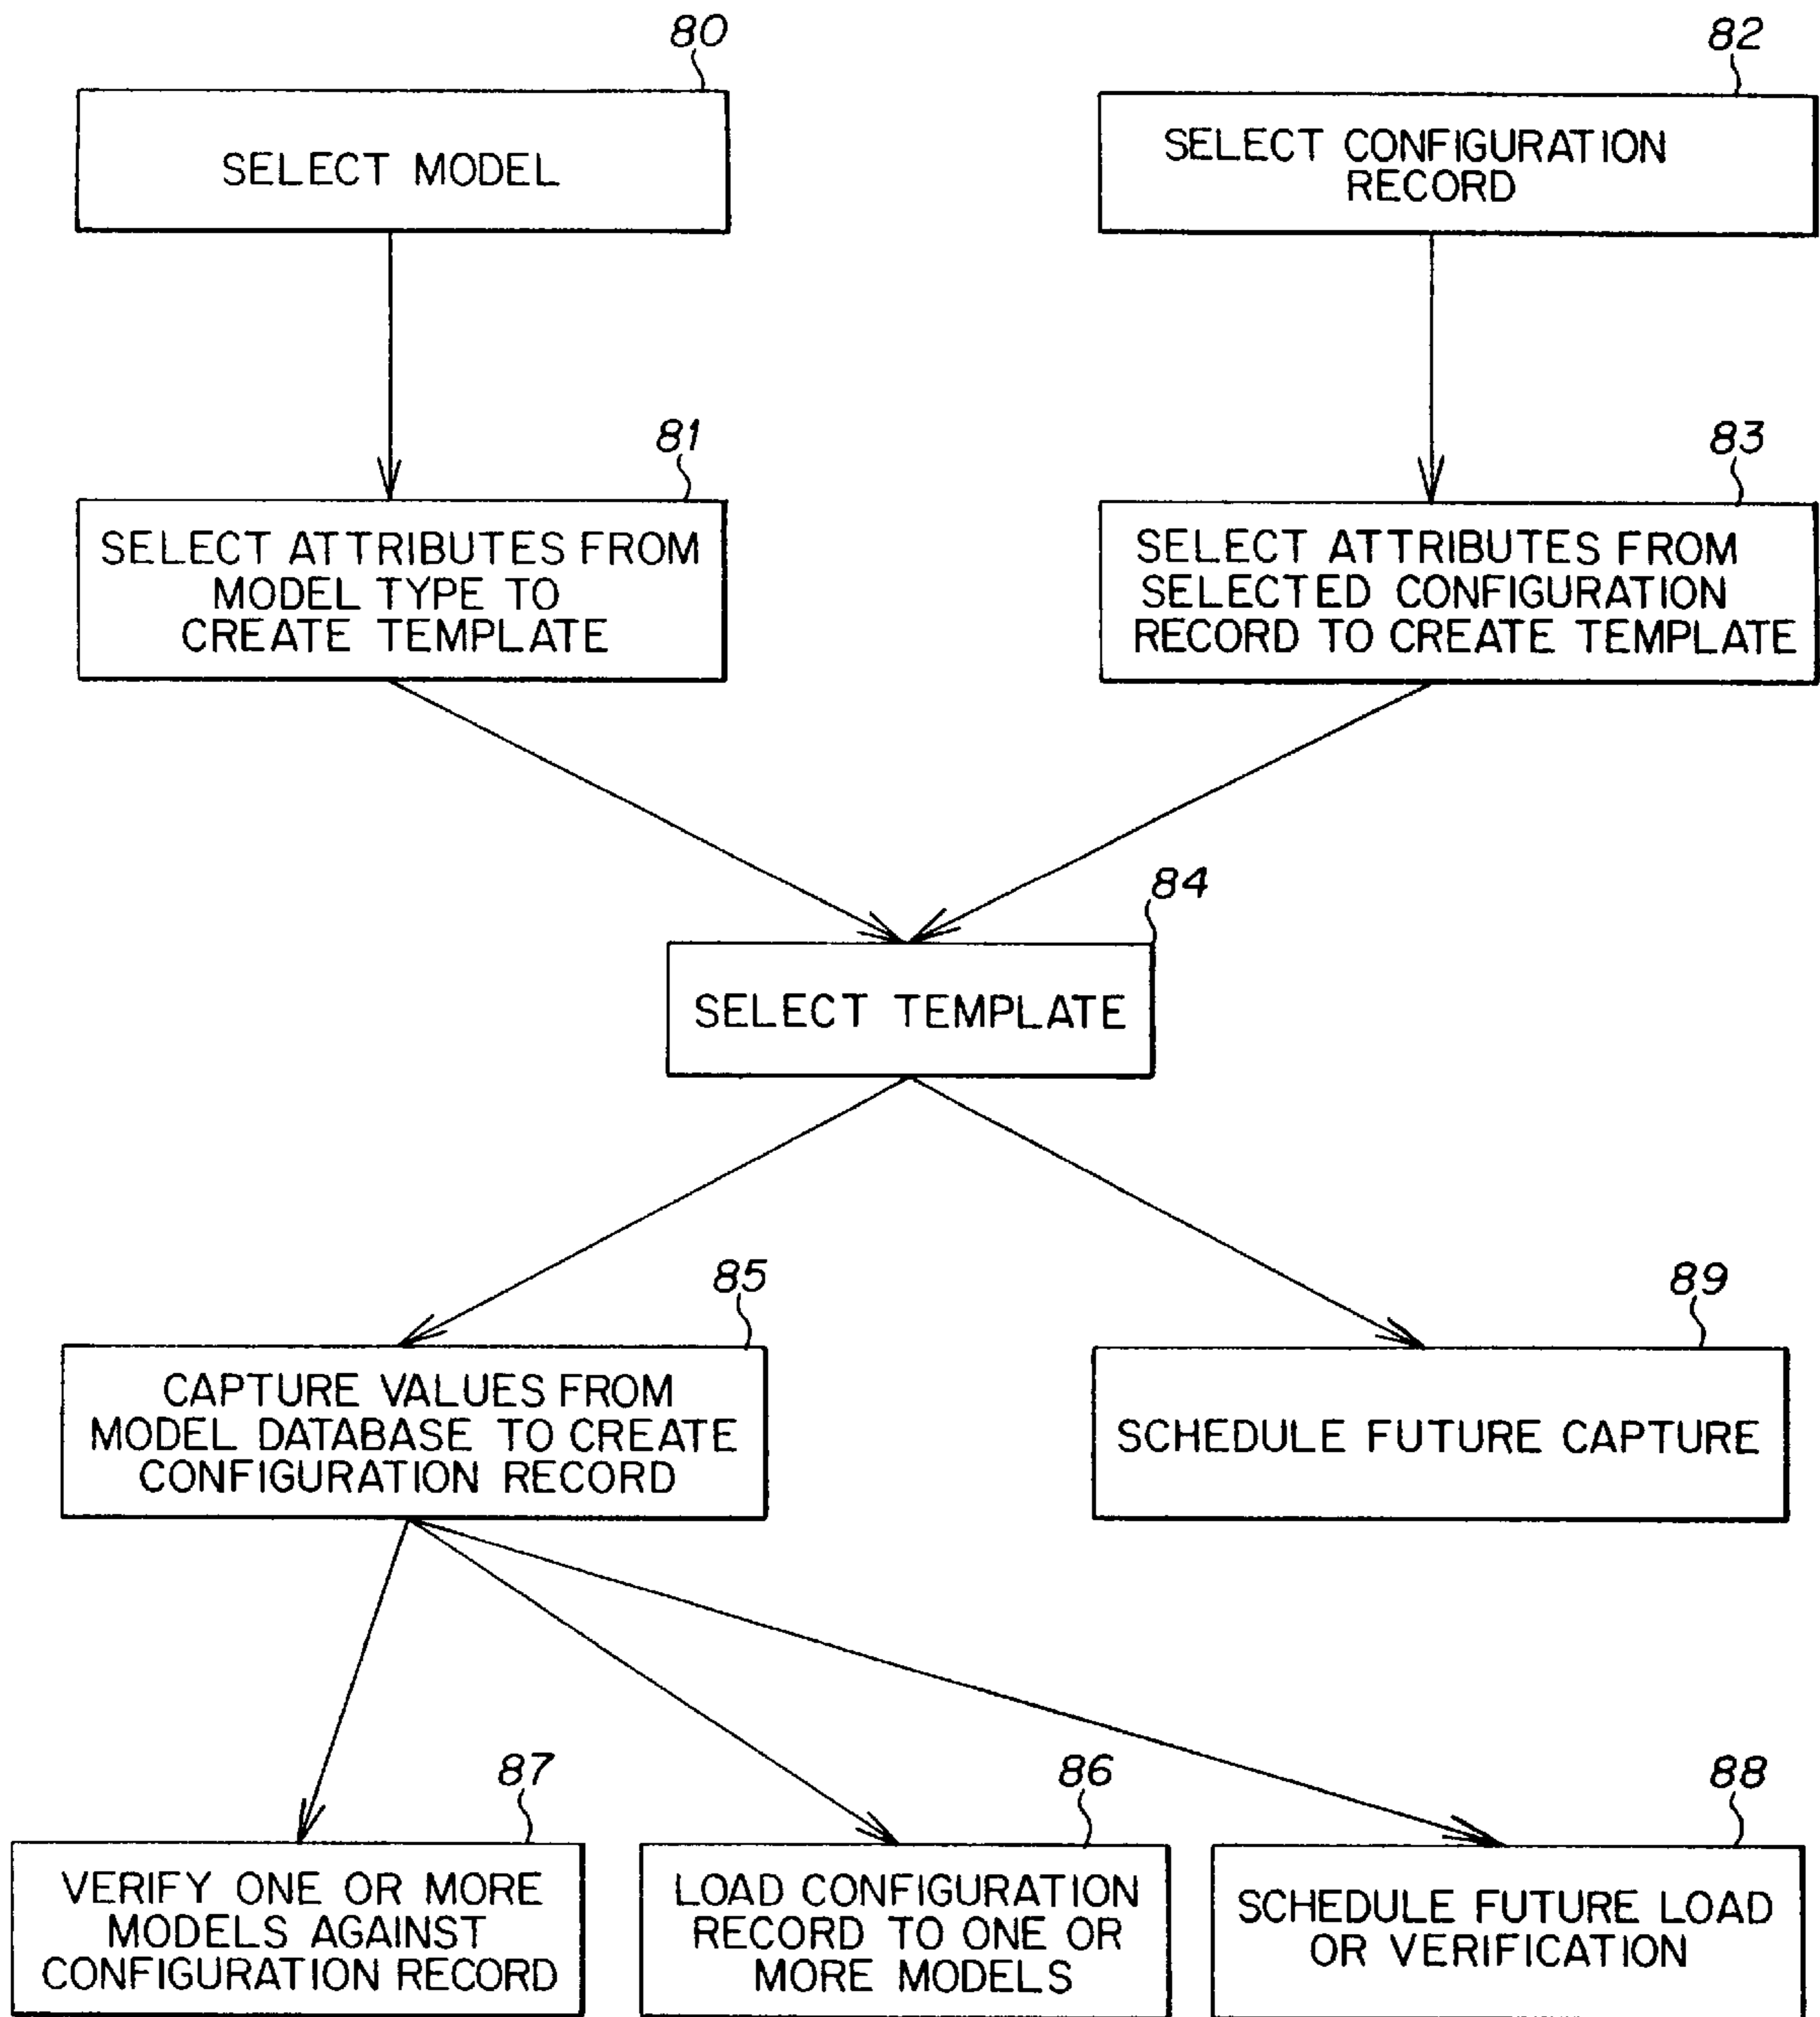 80
SELECT MODEL
82
SELECT CONFIGURATION
RECORD
81
SELECT ATTRIBUTES FROM
MODEL TYPE TO
CREATE TEMPLATE
83
SELECT ATTRIBUTES FROM
SELECTED CONFIGURATION
RECORD TO CREATE TEMPLATE
84
SELECT TEMPLATE
85
CAPTURE VALUES FROM
MODEL DATABASE TO CREATE
CONFIGURATION RECORD
89
SCHEDULE FUTURE CAPTURE
87
VERIFY ONE OR MORE
MODELS AGAINST
CONFIGURATION RECORD
86
LOAD CONFIGURATION
RECORD TO ONE OR
MORE MODELS
88
SCHEDULE FUTURE LOAD
OR VERIFICATION